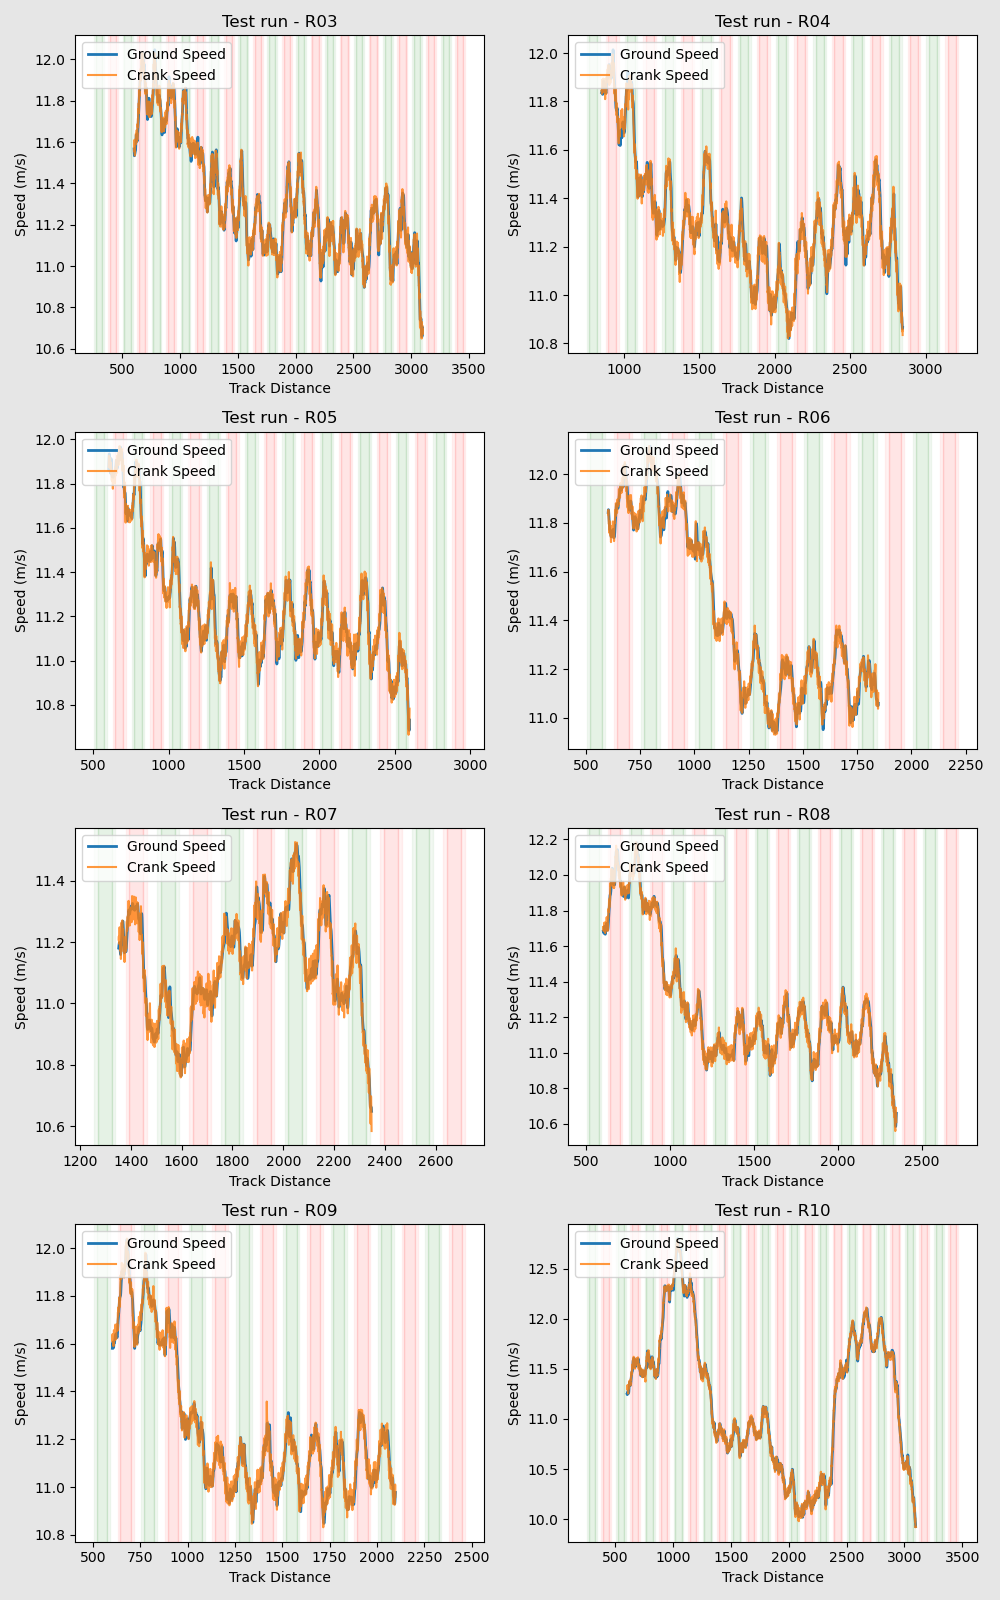 Test run - R03
12.0
11.8
11.6
11.4
11.2
11.0
10.8
10.6
Speed (m/s)
Ground Speed
Crank Speed
500 1000 1500 2000 2500 3000 3500
Track Distance
Test run - R04
12.0
11.8
11.6
11.4
11.2
11.0
10.8
Speed (m/s)
Ground Speed
Crank Speed
1000 1500 2000 2500 3000
Track Distance
Test run - R05
12.0
11.8
11.6
11.4
11.2
11.0
10.8
Speed (m/s)
Ground Speed
Crank Speed
500 1000 1500 2000 2500 3000
Track Distance
Test run - R06
12.0
11.8
11.6
11.4
11.2
11.0
Speed (m/s)
Ground Speed
Crank Speed
500 750 1000 1250 1500 1750 2000 2250
Track Distance
Test run - R07
11.4
11.2
11.0
10.8
10.6
Speed (m/s)
Ground Speed
Crank Speed
1200 1400 1600 1800 2000 2200 2400 2600
Track Distance
Test run - R08
12.2
12.0
11.8
11.6
11.4
11.2
11.0
10.8
10.6
Speed (m/s)
Ground Speed
Crank Speed
500 1000 1500 2000 2500
Track Distance
Test run - R09
12.0
11.8
11.6
11.4
11.2
11.0
10.8
Speed (m/s)
Ground Speed
Crank Speed
500 750 1000 1250 1500 1750 2000 2250 2500
Track Distance
Test run - R10
12.5
12.0
11.5
11.0
10.5
10.0
Speed (m/s)
Ground Speed
Crank Speed
500 1000 1500 2000 2500 3000 3500
Track Distance